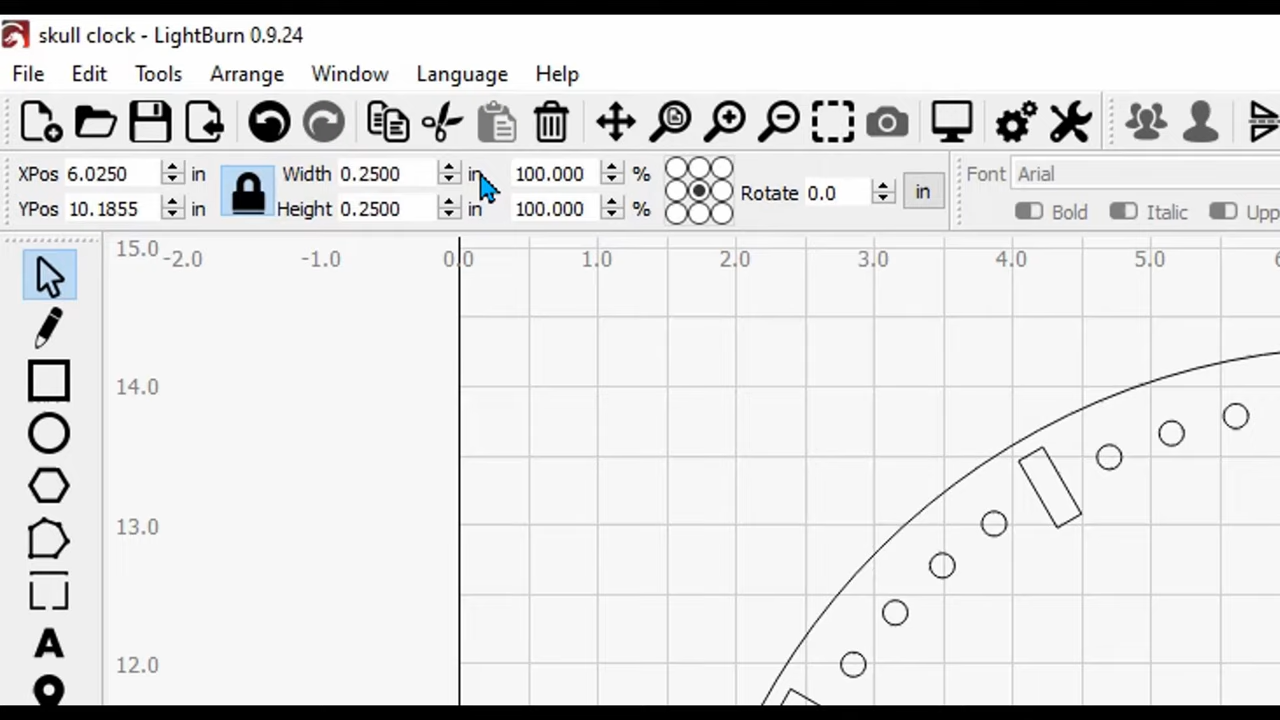 skull clock - LightBurn 0.9.24
File Edit Tools Arrange Window Language Help
XPos 6.0250 in Width 0.2500 in 100.000 %
YPos 10.1855 in Height 0.2500 in 100.000 %
Rotate 0.0 in
Font Arial
Bold Italic Upp
15.0 -2.0 -1.0 0.0 1.0 2.0 3.0 4.0 5.0
14.0
13.0
12.0